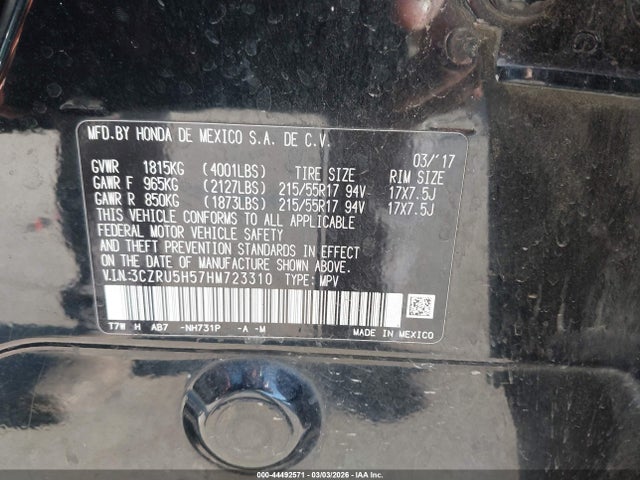 MFD.BY HONDA DE MEXICO S.A. DE C.V.
03/'17
GVWR 1815KG (4001LBS) TIRE SIZE RIM SIZE
GAWR F 965KG (2127LBS) 215/55R17 94V 17X7.5J
GAWR R 850KG (1873LBS) 215/55R17 94V 17X7.5J
THIS VEHICLE CONFORMS TO ALL APPLICABLE
FEDERAL MOTOR VEHICLE SAFETY
AND THEFT PREVENTION STANDARDS IN EFFECT
ON THE DATE OF MANUFACTURE SHOWN ABOVE.
V.I.N:3CZRU5H57HM723310 TYPE: MPV
T7W H AB7 -NH731P -A -M MADE IN MEXICO
000-44492571 - 03/03/2026 - IAA Inc.